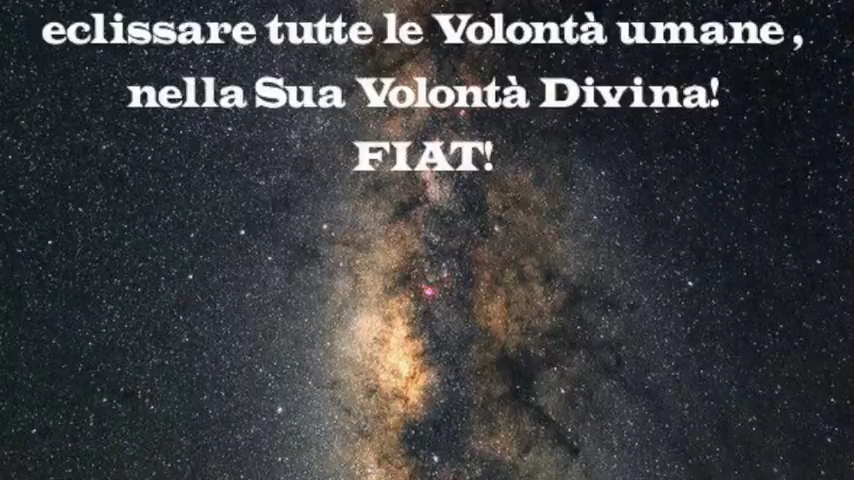 eclissare tutte le Volontà umane ,
nella Sua Volontà Divina!
FIAT!